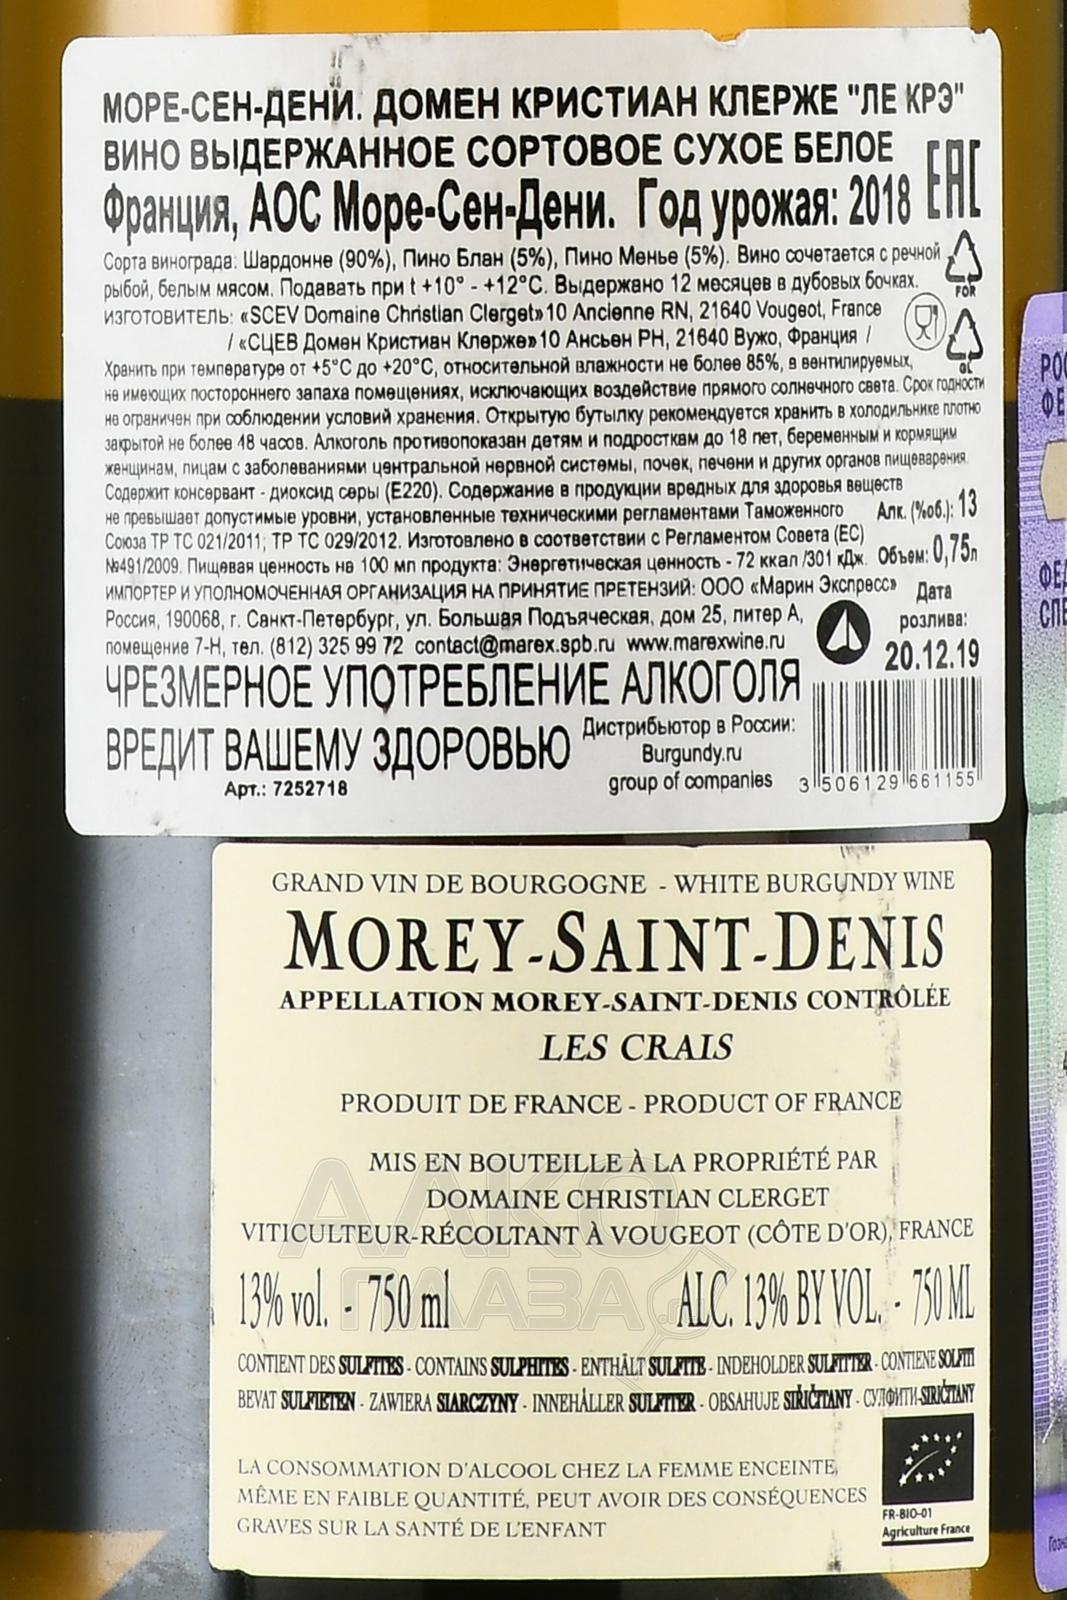 МОРЕ-СЕН-ДЕНИ. ДОМЕН КРИСТИАН КЛЕРЖЕ "ЛЕ КРЭ"
ВИНО ВЫДЕРЖАННОЕ СОРТОВОЕ СУХОЕ БЕЛОЕ
Франция, АОС Море-Сен-Дени. Год урожая: 2018
EAC
Сорта винограда: Шардонне (90%), Пино Блан (5%), Пино Менье (5%). Вино сочетается с речной
рыбой, белым мясом. Подавать при t +10° - +12°C. Выдержано 12 месяцев в дубовых бочках.
FOR
ИЗГОТОВИТЕЛЬ: «SCEV Domaine Christian Clerget» 10 Ancienne RN, 21640 Vougeot, France
/ «СЦЕВ Домен Кристиан Клерже» 10 Ансьен РН, 21640 Вужо, Франция /
GL
Хранить при температуре от +5°C до +20°C, относительной влажности не более 85%, в вентилируемых,
не имеющих постороннего запаха помещениях, исключающих воздействие прямого солнечного света. Срок годности
не ограничен при соблюдении условий хранения. Открытую бутылку рекомендуется хранить в холодильнике плотно
закрытой не более 48 часов. Алкоголь противопоказан детям и подросткам до 18 лет, беременным и кормящим
женщинам, лицам с заболеваниями центральной нервной системы, почек, печени и других органов пищеварения.
Содержит консервант - диоксид серы (Е220). Содержание в продукции вредных для здоровья веществ
не превышает допустимые уровни, установленные техническими регламентами Таможенного
Союза ТР ТС 021/2011; ТР ТС 029/2012. Изготовлено в соответствии с Регламентом Совета (ЕС)
№491/2009. Пищевая ценность на 100 мл продукта: Энергетическая ценность - 72 ккал /301 кДж.
Алк. (%об.): 13
Объем: 0,75л
ИМПОРТЕР И УПОЛНОМОЧЕННАЯ ОРГАНИЗАЦИЯ НА ПРИНЯТИЕ ПРЕТЕНЗИЙ: ООО «Марин Экспресс»
Россия, 190068, г. Санкт-Петербург, ул. Большая Подъяческая, дом 25, литер А,
помещение 7-Н, тел. (812) 325 99 72 contact@marex.spb.ru www.marexwine.ru
Дата
розлива:
20.12.19
ЧРЕЗМЕРНОЕ УПОТРЕБЛЕНИЕ АЛКОГОЛЯ
ВРЕДИТ ВАШЕМУ ЗДОРОВЬЮ
Дистрибьютор в России:
Burgundy.ru
group of companies
Арт.: 7252718
3 506129 661155
GRAND VIN DE BOURGOGNE - WHITE BURGUNDY WINE
MOREY-SAINT-DENIS
APPELLATION MOREY-SAINT-DENIS CONTRÔLÉE
LES CRAIS
PRODUIT DE FRANCE - PRODUCT OF FRANCE
MIS EN BOUTEILLE À LA PROPRIÉTÉ PAR
DOMAINE CHRISTIAN CLERGET
VITICULTEUR-RÉCOLTANT À VOUGEOT (CÔTE D'OR), FRANCE
13% vol. - 750 ml ALC. 13% BY VOL. - 750 ML
CONTIENT DES SULFITES - CONTAINS SULPHITES - ENTHÄLT SULFITE - INDEHOLDER SULFITTER - CONTIENE SOLFITI
BEVAT SULFIETEN - ZAWIERA SIARCZYNY - INNEHÅLLER SULFITER - OBSAHUJE SIŘIČITANY - СУЛФИТИ-SIRIČITANY
LA CONSOMMATION D'ALCOOL CHEZ LA FEMME ENCEINTE,
MÊME EN FAIBLE QUANTITÉ, PEUT AVOIR DES CONSÉQUENCES
GRAVES SUR LA SANTÉ DE L'ENFANT
FR-BIO-01
Agriculture France
АЛКО
ПЛАЗА